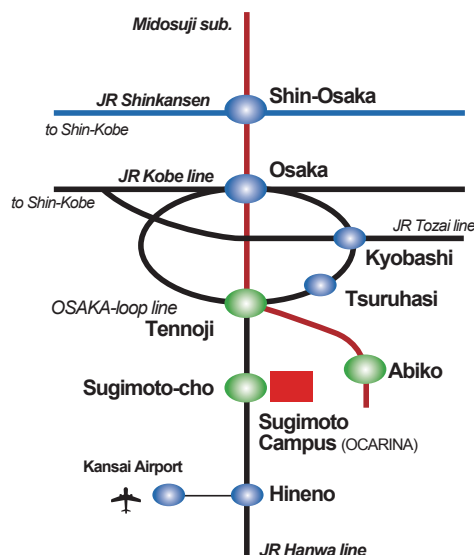 Midosuji sub.
Shin-Osaka
JR Shinkansen
to Shin-Kobe
Osaka
JR Kobe line
to Shin-Kobe
JR Tozai line
Kyobashi
Tsuruhasi
OSAKA-loop line
Tennoji
Abiko
Sugimoto-cho
Sugimoto
Campus (OCARINA)
Kansai Airport
Hineno
JR Hanwa line